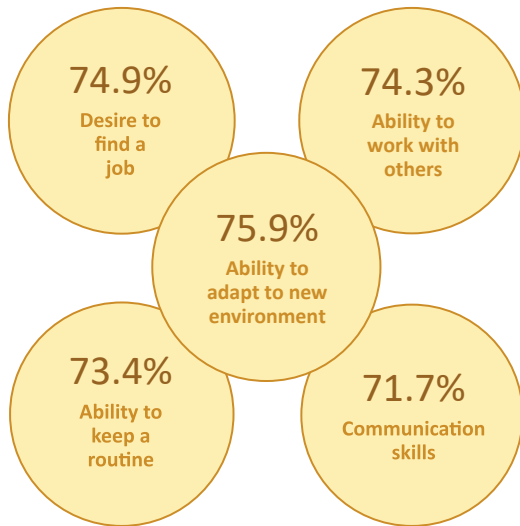 74.9%
Desire to
find a
job
74.3%
Ability to
work with
others
75.9%
Ability to
adapt to new
environment
73.4%
Ability to
keep a
routine
71.7%
Communication
skills